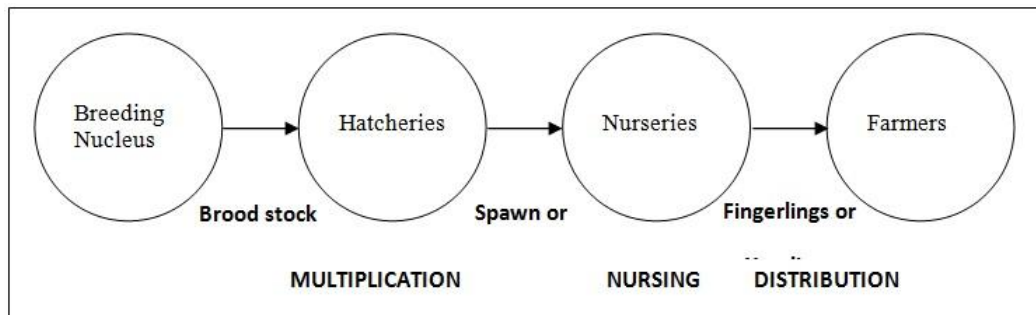 Breeding
Nucleus
Hatcheries
Nurseries
Farmers
Brood stock
Spawn or
Fingerlings or
MULTIPLICATION
NURSING
DISTRIBUTION